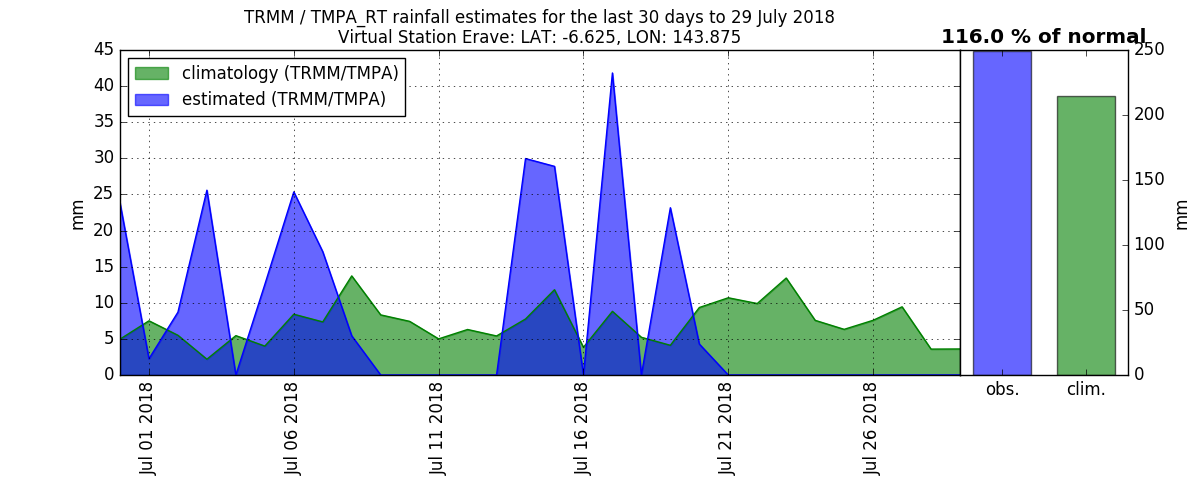 TRMM / TMPA_RT rainfall estimates for the last 30 days to 29 July 2018
Virtual Station Erave: LAT: -6.625, LON: 143.875
116.0 % of normal
climatology (TRMM/TMPA)
estimated (TRMM/TMPA)
45
40
35
30
25
20
15
10
5
0
mm
Jul 01 2018
Jul 06 2018
Jul 11 2018
Jul 16 2018
Jul 21 2018
Jul 26 2018
250
200
150
100
50
0
mm
obs.
clim.